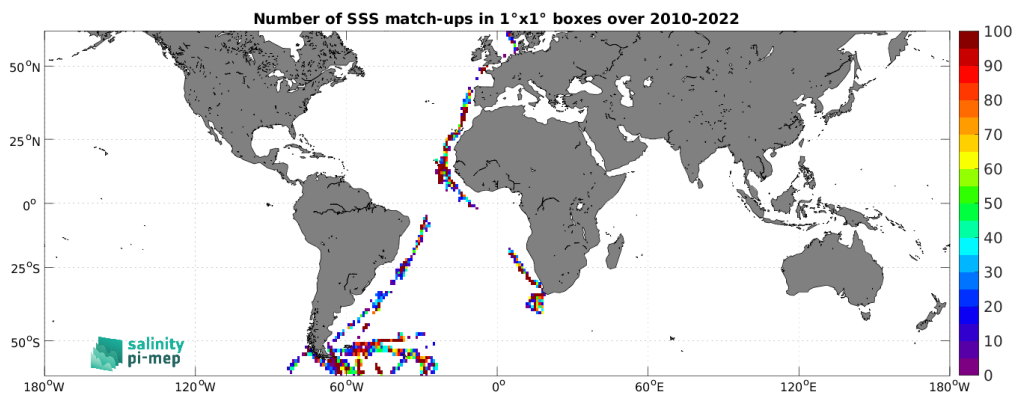 Number of SSS match-ups in 1°x1° boxes over 2010-2022
50°N
25°N
0°
25°S
50°S
180°W
120°W
60°W
0°
60°E
120°E
180°W
100
90
80
70
60
50
40
30
20
10
0
salinity
pi-mep